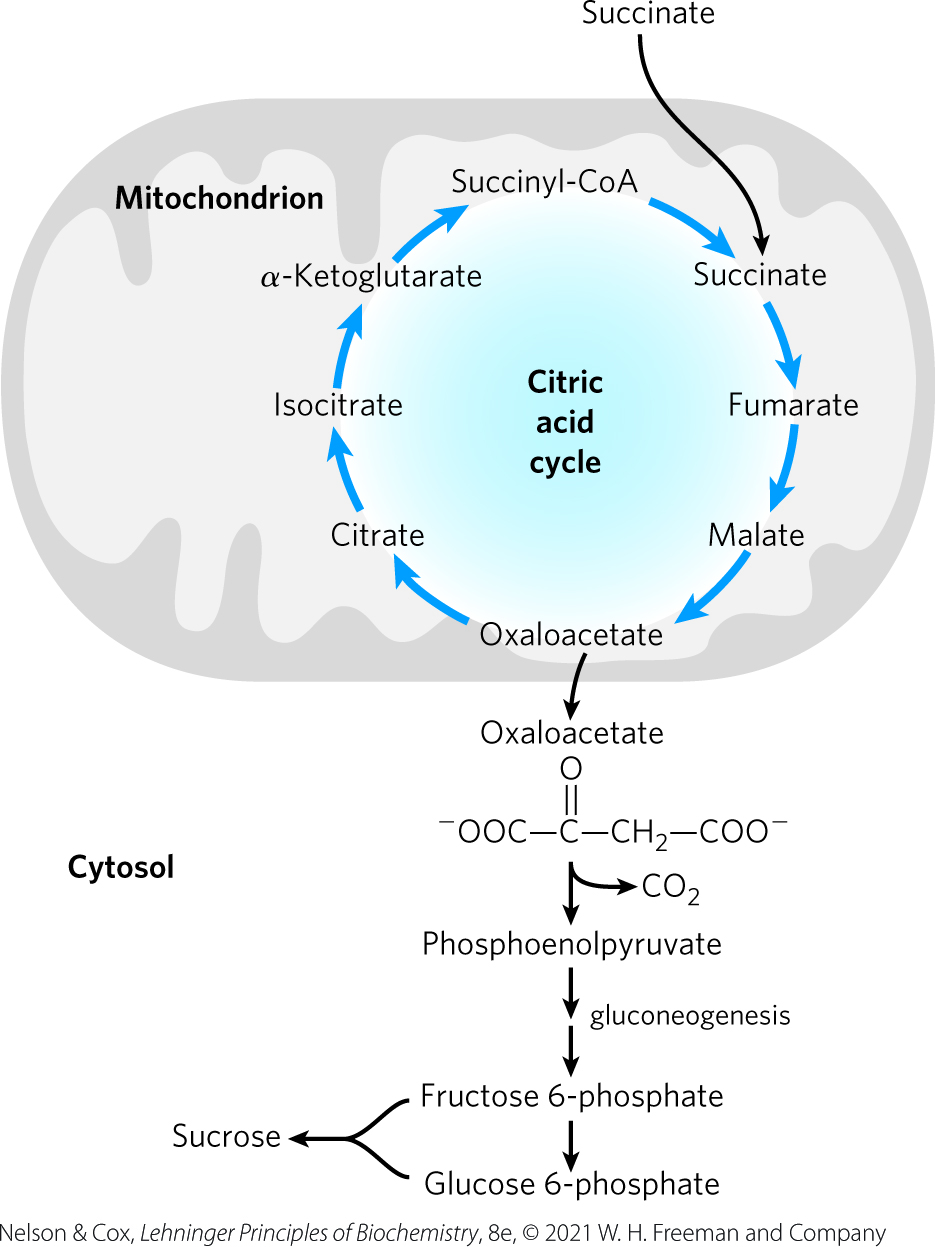 Succinate
Mitochondrion
Succinyl-CoA
α-Ketoglutarate
Succinate
Isocitrate
Citric
acid
cycle
Fumarate
Citrate
Malate
Oxaloacetate
Oxaloacetate
O
⁻OOC—C—CH₂—COO⁻
Cytosol
CO₂
Phosphoenolpyruvate
gluconeogenesis
Fructose 6-phosphate
Sucrose
Glucose 6-phosphate
Nelson & Cox, Lehninger Principles of Biochemistry, 8e, © 2021 W. H. Freeman and Company